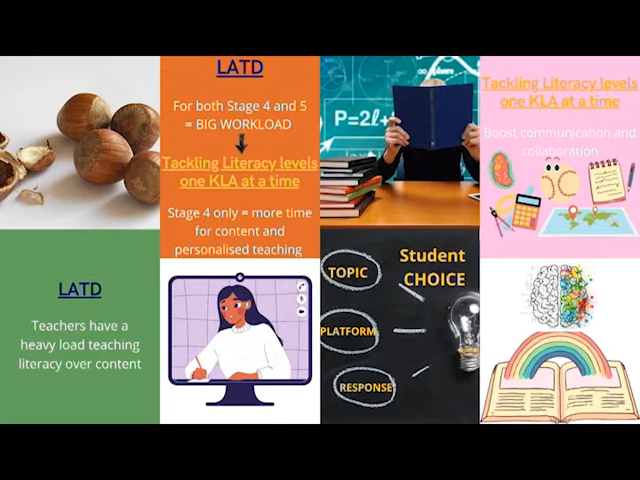 LATD
For both Stage 4 and 5
= BIG WORKLOAD
Tackling Literacy levels
one KLA at a time
Stage 4 only = more time
for content and
personalised teaching
P=2ℓ+
Tackling Literacy levels
one KLA at a time
Boost communication and
collaboration
LATD
Teachers have a
heavy load teaching
literacy over content
Student
CHOICE
TOPIC
PLATFORM
RESPONSE